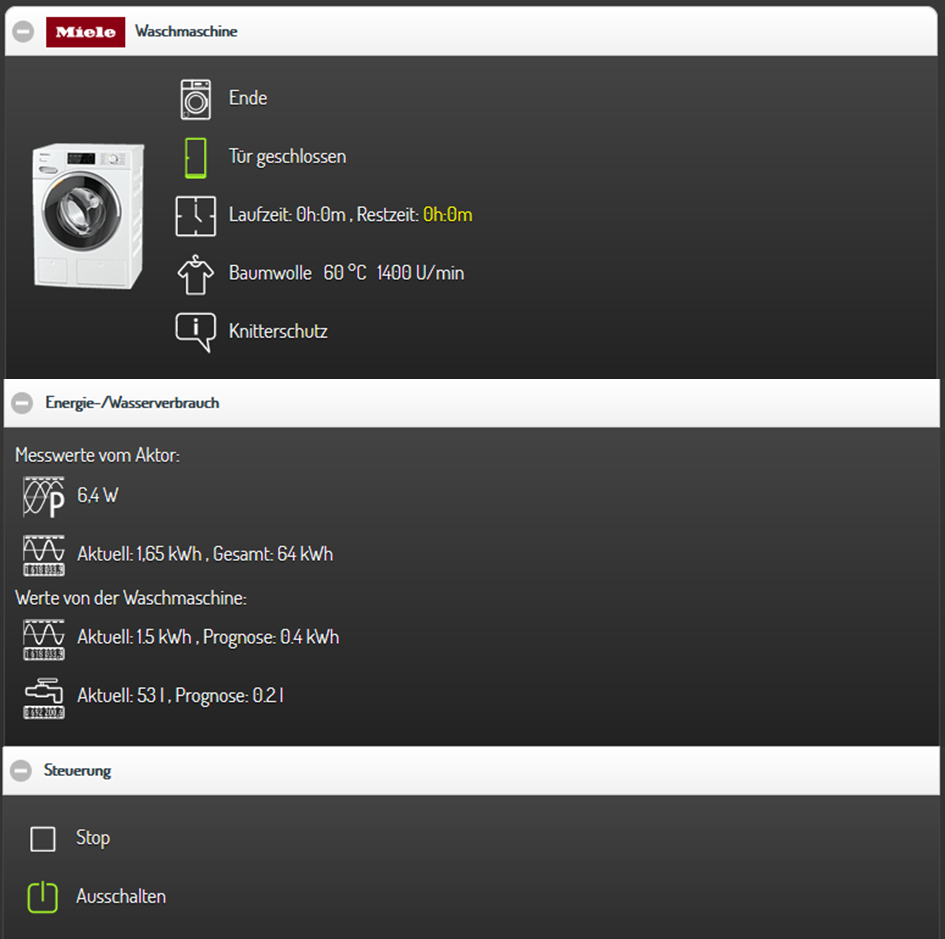 Miele Waschmaschine
Ende
Tür geschlossen
Laufzeit: 0h:0m , Restzeit: 0h:0m
Baumwolle 60 °C 1400 U/min
i
Knitterschutz
Energie-/Wasserverbrauch
Messwerte vom Aktor:
P
6,4 W
Aktuell: 1,65 kWh , Gesamt: 64 kWh
Werte von der Waschmaschine:
Aktuell: 1.5 kWh , Prognose: 0.4 kWh
Aktuell: 53 l , Prognose: 0.2 l
Steuerung
Stop
Ausschalten